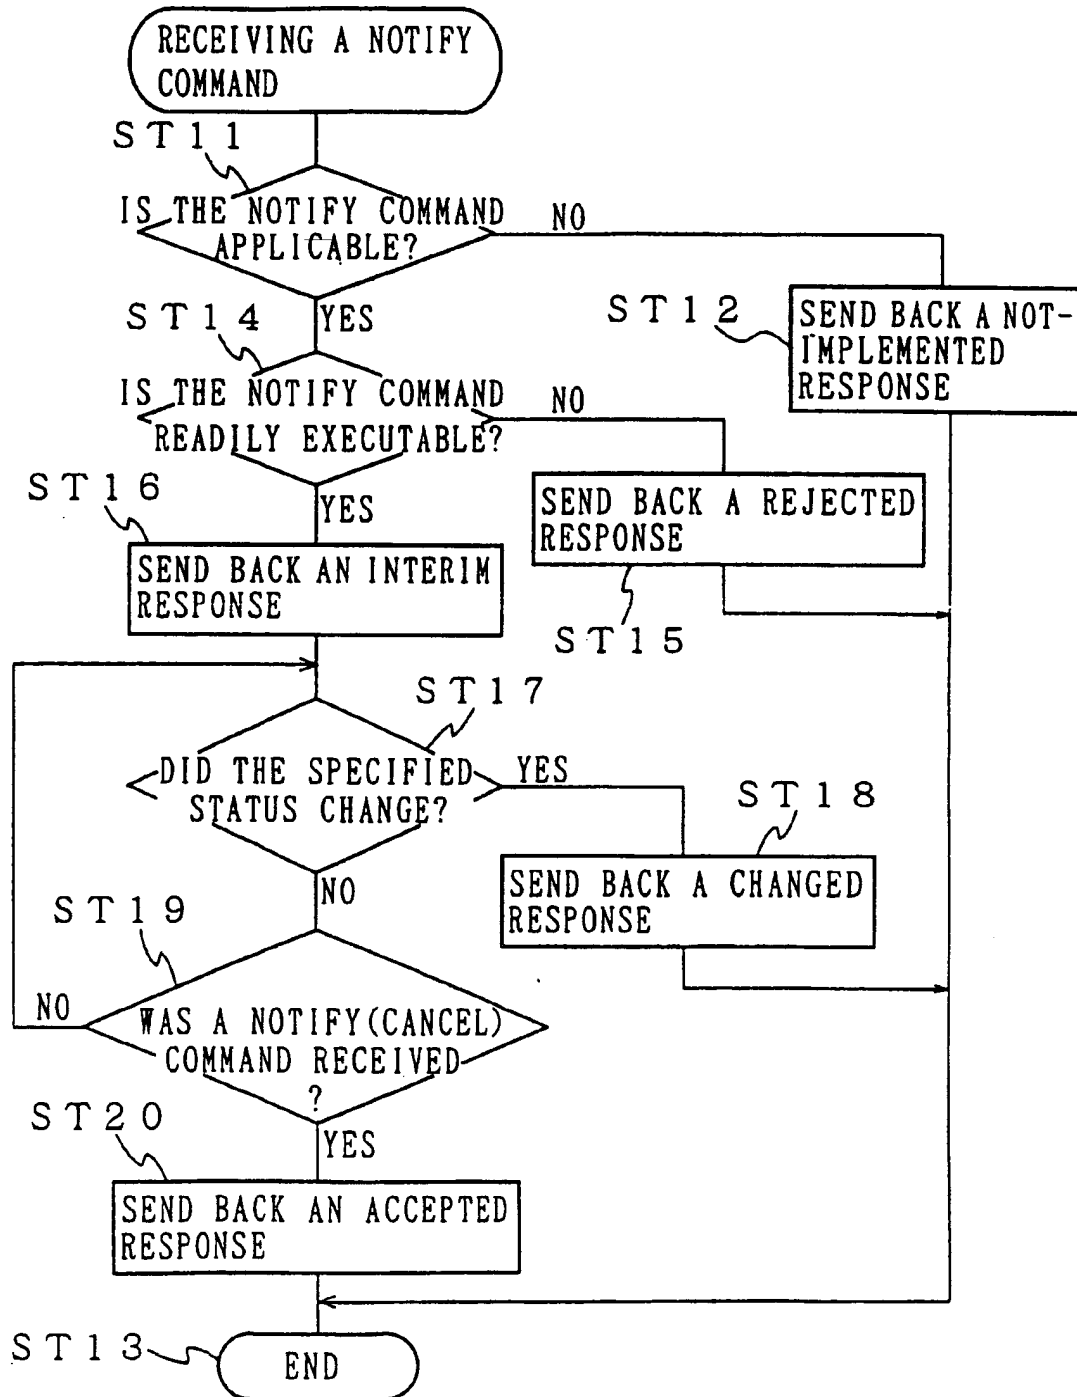 RECEIVING A NOTIFY
COMMAND
ST11
IS THE NOTIFY COMMAND
APPLICABLE?
NO
YES
ST12
SEND BACK A NOT-
IMPLEMENTED
RESPONSE
ST14
IS THE NOTIFY COMMAND
READILY EXECUTABLE?
NO
YES
SEND BACK A REJECTED
RESPONSE
ST15
ST16
SEND BACK AN INTERIM
RESPONSE
ST17
DID THE SPECIFIED
STATUS CHANGE?
YES
NO
ST18
SEND BACK A CHANGED
RESPONSE
ST19
NO
WAS A NOTIFY(CANCEL)
COMMAND RECEIVED
?
YES
ST20
SEND BACK AN ACCEPTED
RESPONSE
ST13
END